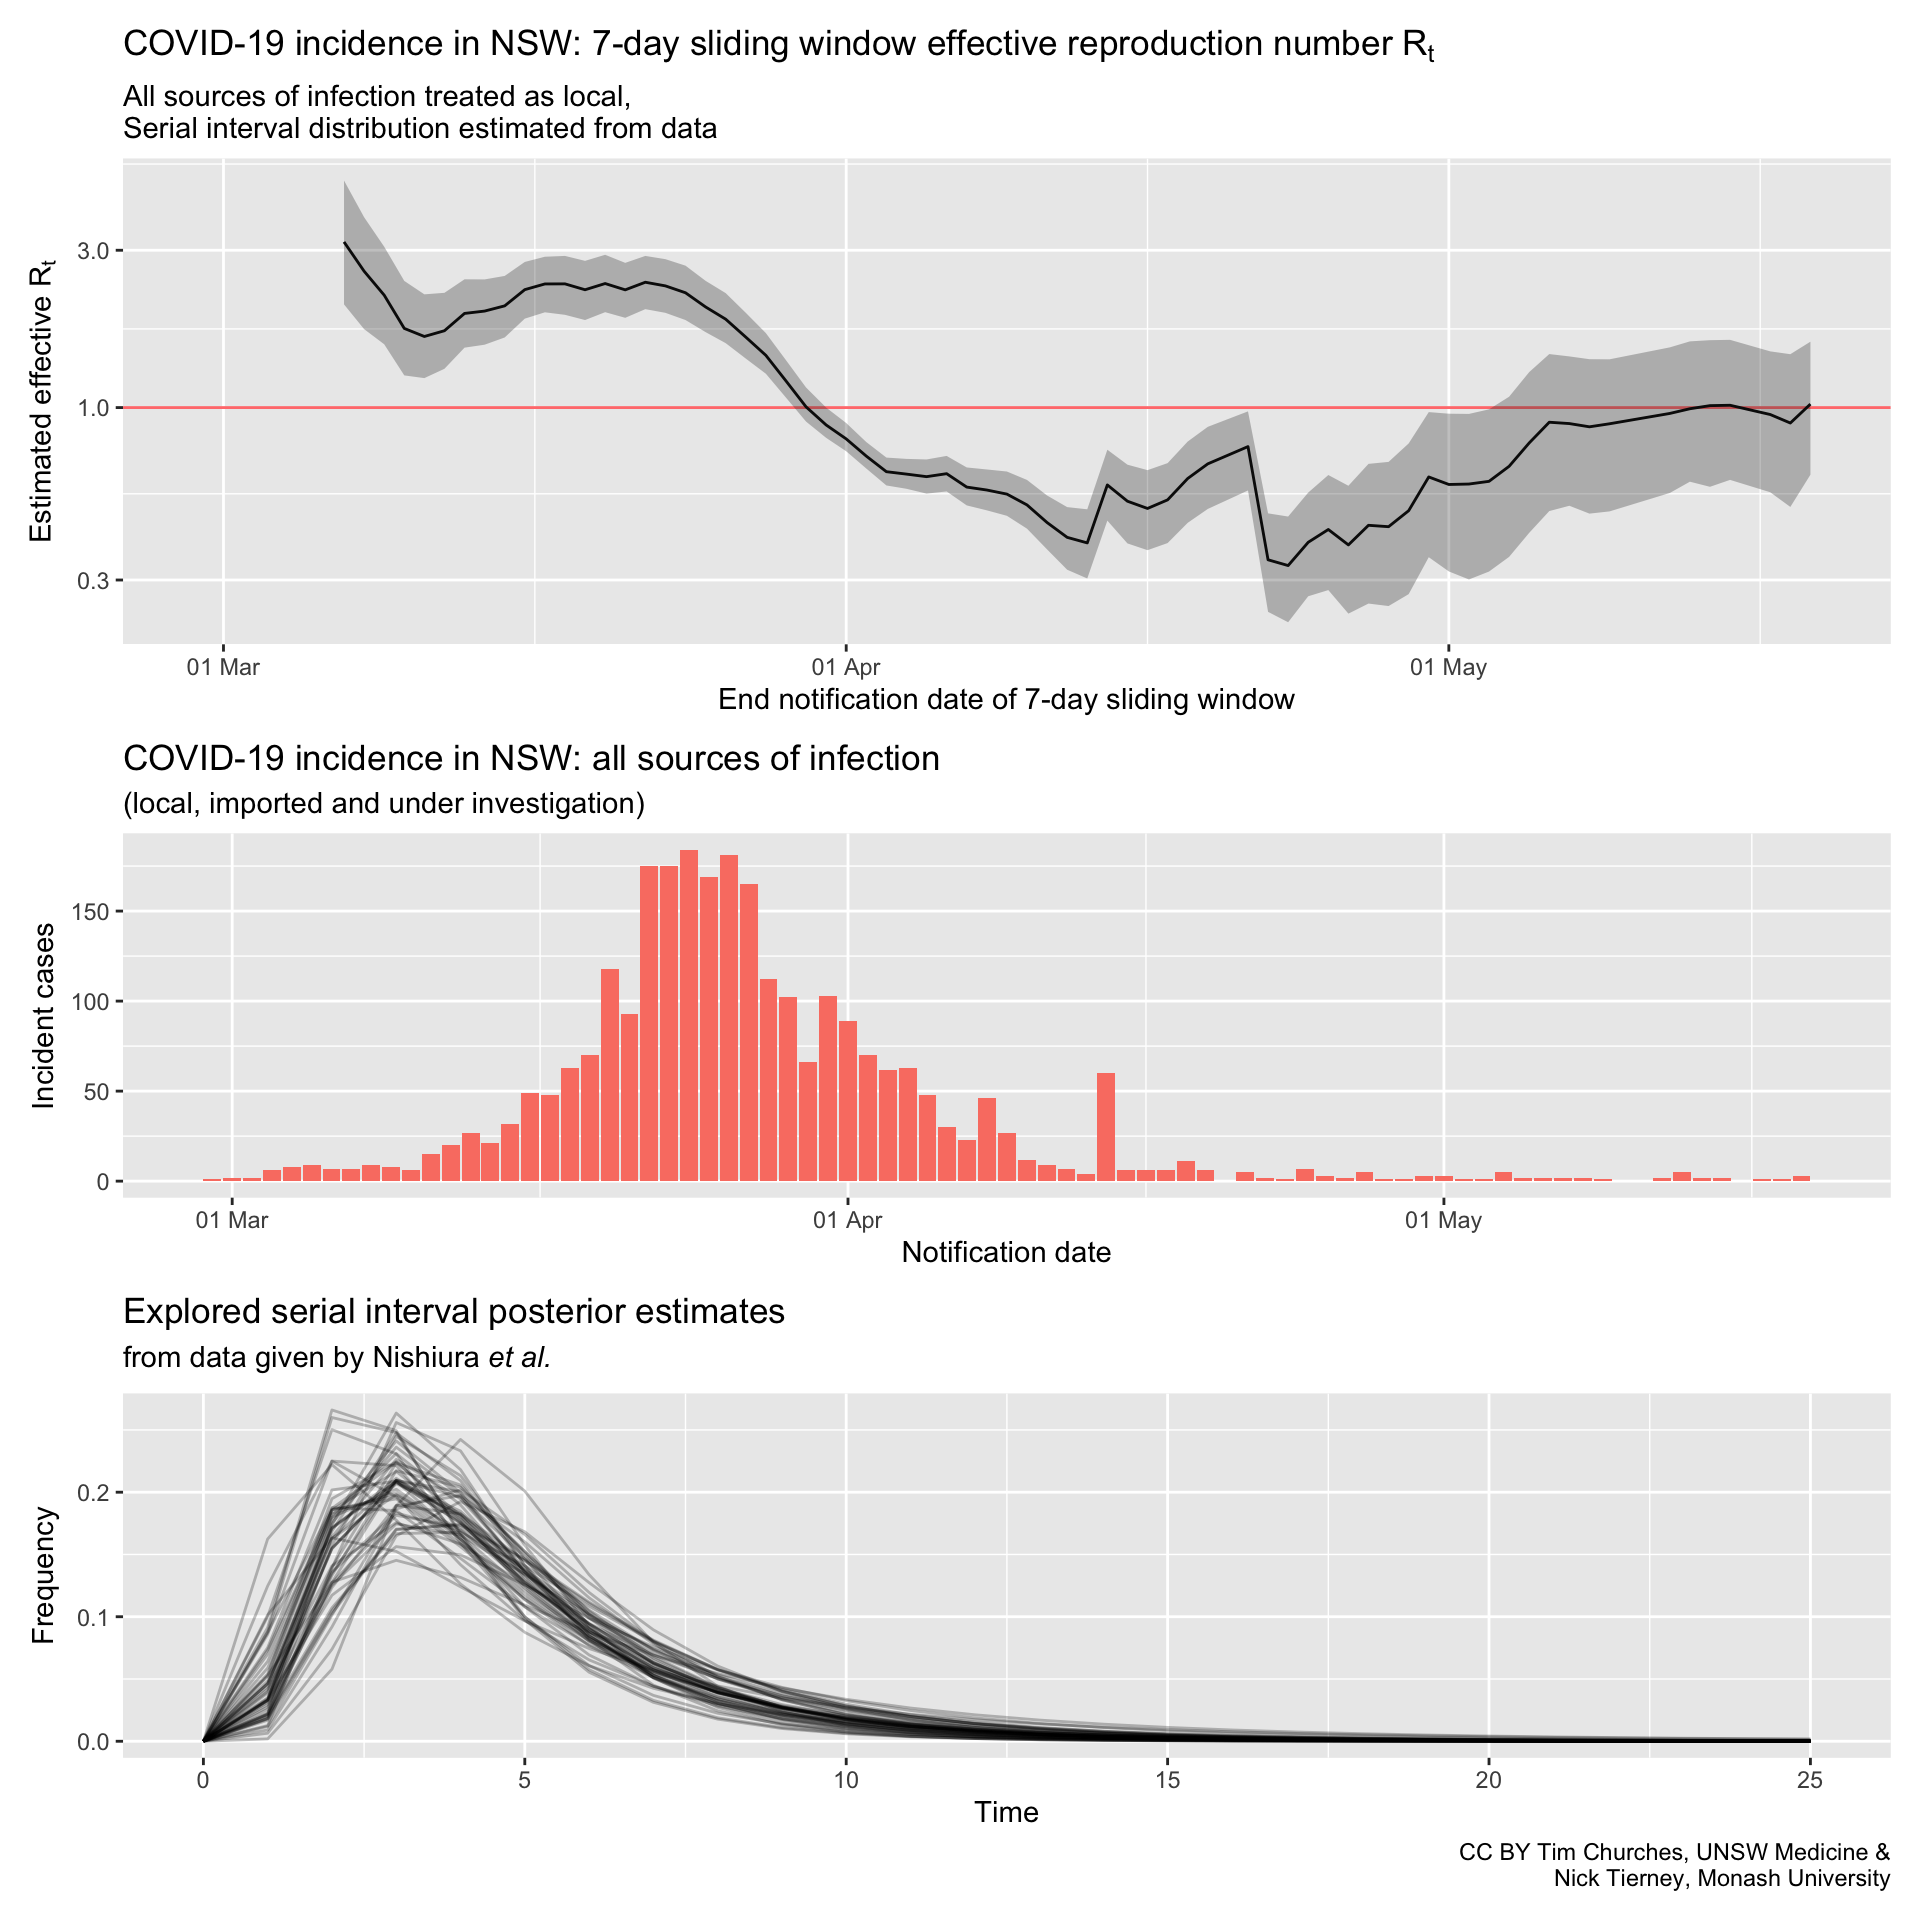 COVID-19 incidence in NSW: 7-day sliding window effective reproduction number Rt
All sources of infection treated as local,
Serial interval distribution estimated from data
Estimated effective Rt
3.0
1.0
0.3
01 Mar
01 Apr
01 May
End notification date of 7-day sliding window
COVID-19 incidence in NSW: all sources of infection
(local, imported and under investigation)
Incident cases
150
100
50
0
01 Mar
01 Apr
01 May
Notification date
Explored serial interval posterior estimates
from data given by Nishiura et al.
Frequency
0.2
0.1
0.0
0
5
10
15
20
25
Time
CC BY Tim Churches, UNSW Medicine &
Nick Tierney, Monash University